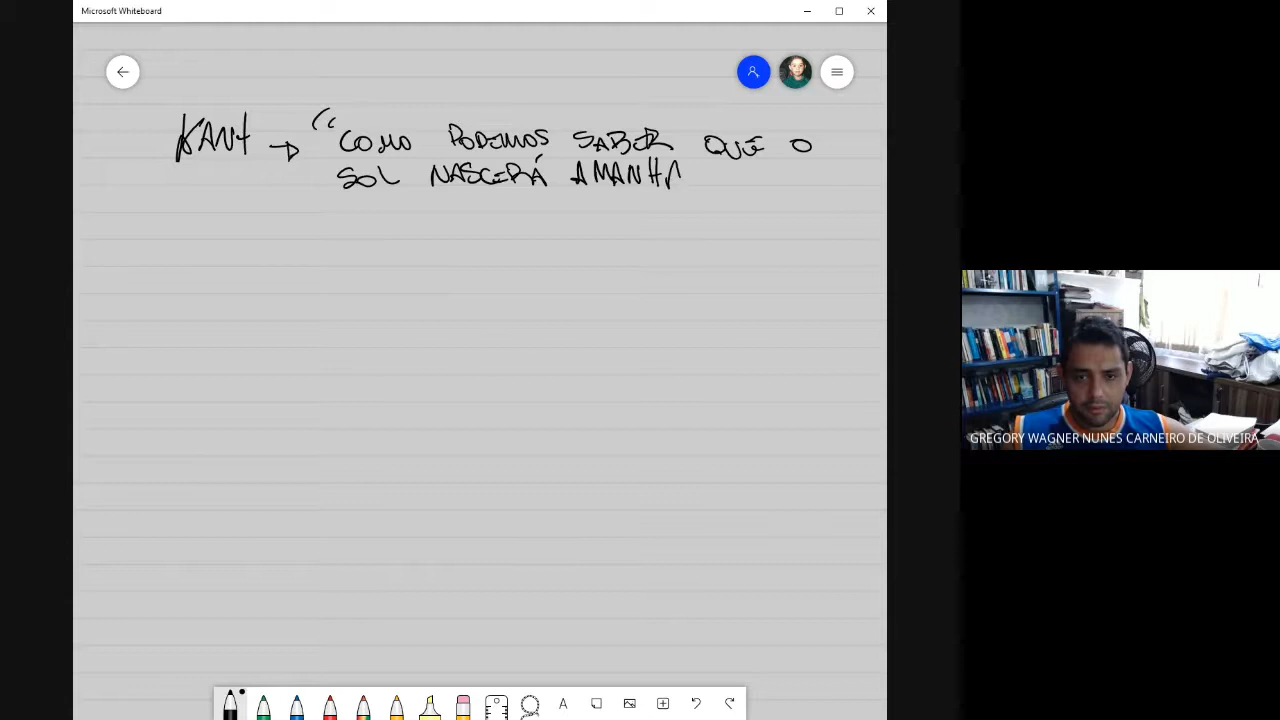 Microsoft Whiteboard
KANT → "COMO PODEMOS SABER QUE O
SOL NASCERÁ AMANHÃ
GREGORY WAGNER NUNES CARNEIRO DE OLIVEIRA
A